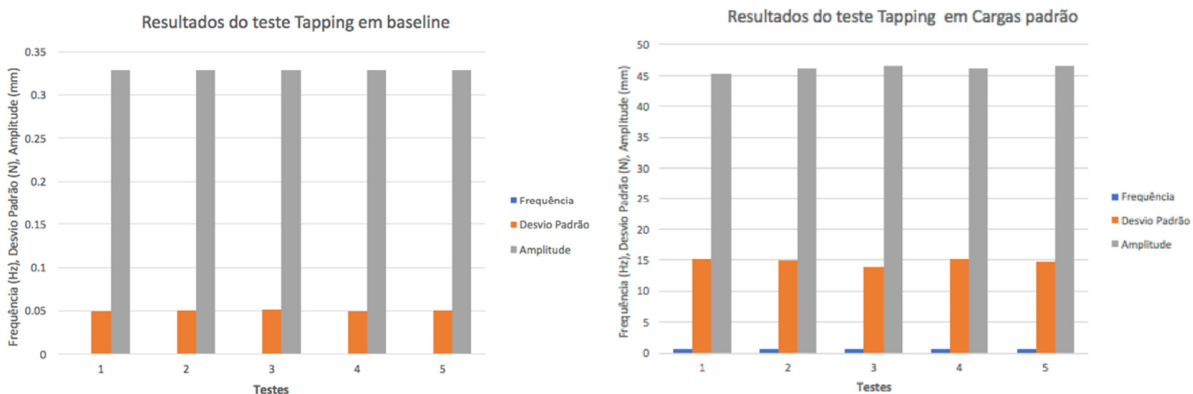 Resultados do teste Tapping em baseline
Frequência (Hz), Desvio Padrão (N), Amplitude (mm)
0.35
0.3
0.25
0.2
0.15
0.1
0.05
0
1 2 3 4 5
Testes
Frequência
Desvio Padrão
Amplitude
Resultados do teste Tapping em Cargas padrão
Frequência (Hz), Desvio Padrão (N), Amplitude (mm)
50
45
40
35
30
25
20
15
10
5
0
1 2 3 4 5
Testes
Frequência
Desvio Padrão
Amplitude